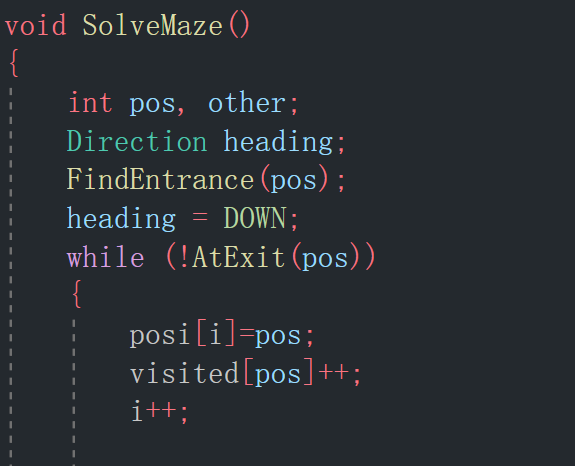 void SolveMaze()
{
    int pos, other;
    Direction heading;
    FindEntrance(pos);
    heading = DOWN;
    while (!AtExit(pos))
    {
        posi[i]=pos;
        visited[pos]++;
        i++;